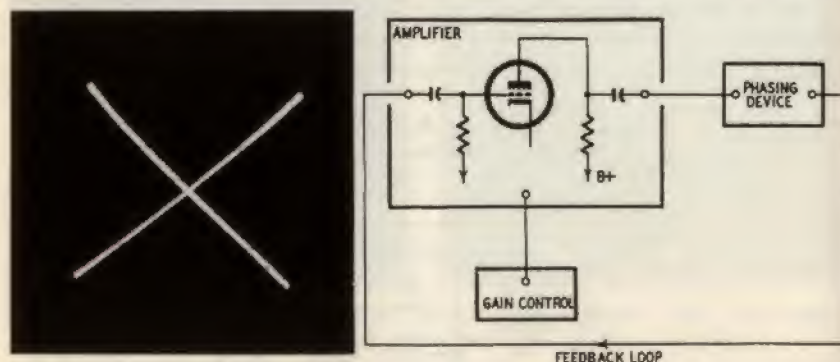 AMPLIFIER
B+
PHASING
DEVICE
GAIN CONTROL
FEEDBACK LOOP